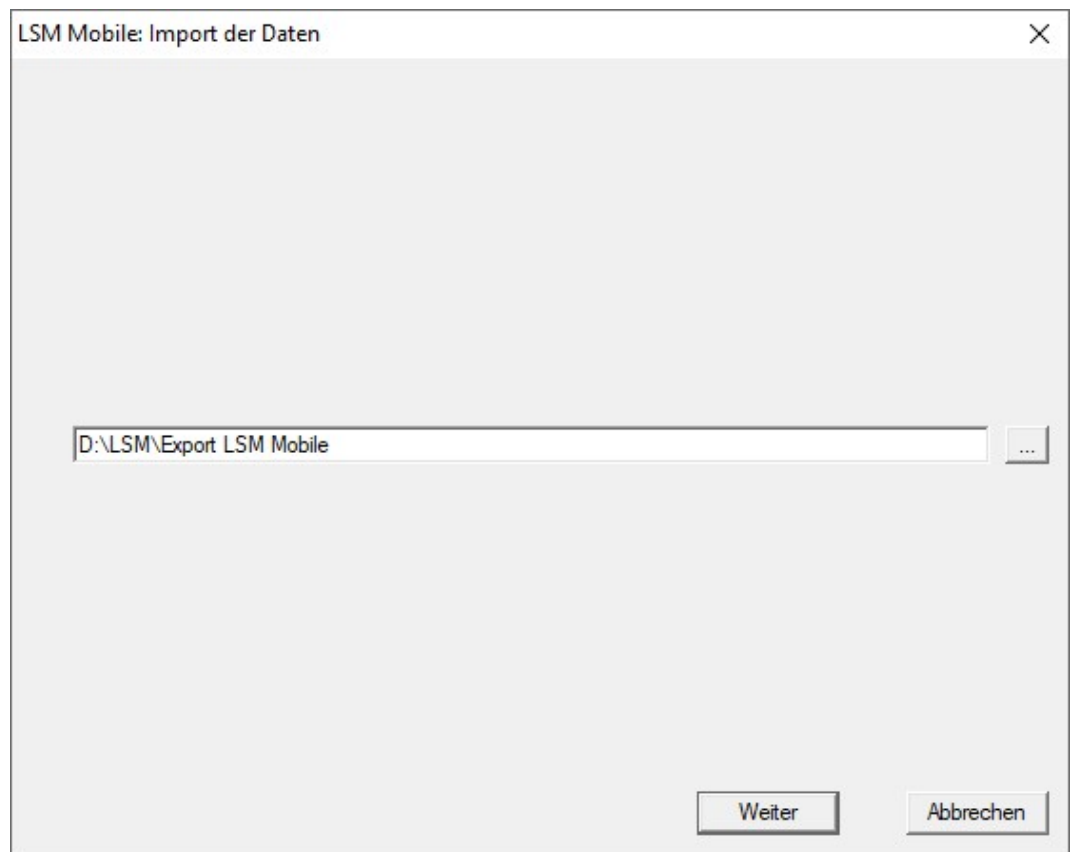 LSM Mobile: Import der Daten
D:\LSM\Export LSM Mobile
...
Weiter
Abbrechen